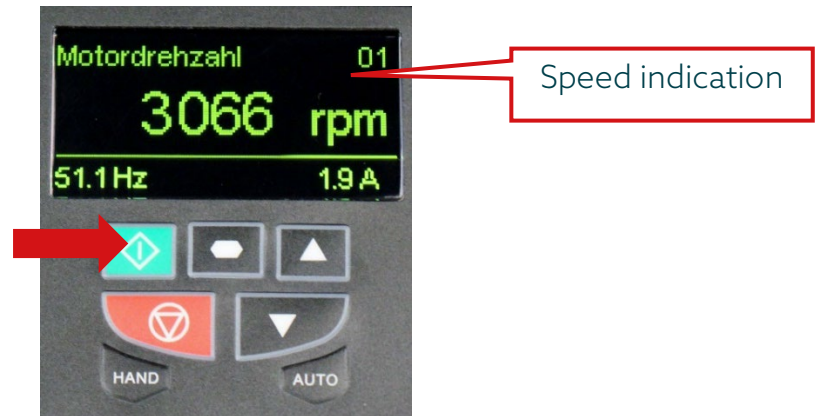 Motordrehzahl 01
3066 rpm
51.1 Hz 1.9 A
Speed indication
HAND AUTO